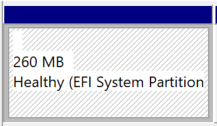 260 MB
Healthy (EFI System Partition